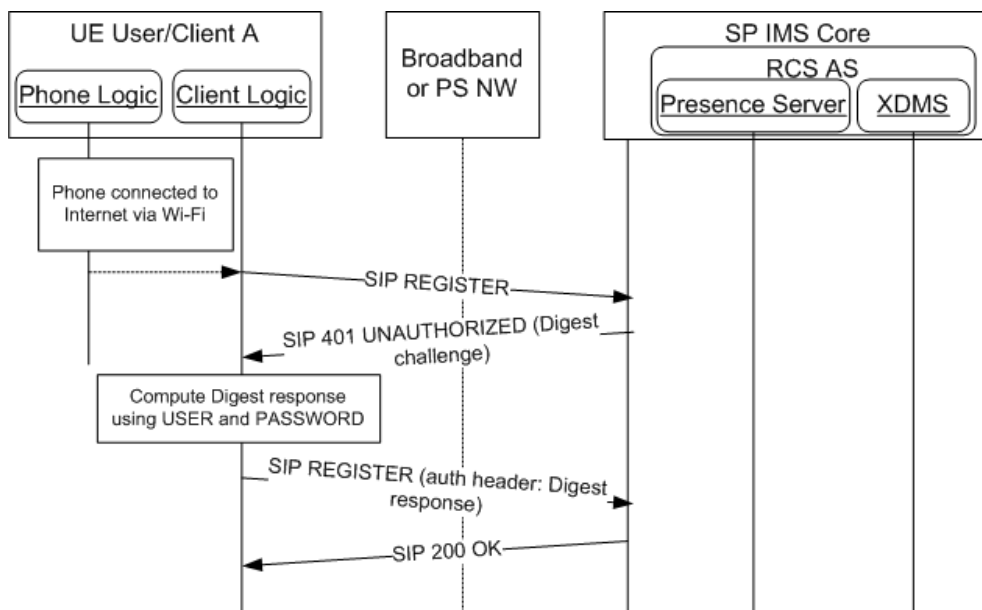 UE User/Client A
Phone Logic
Client Logic
Broadband
or PS NW
SP IMS Core
RCS AS
Presence Server
XDMS
Phone connected to
Internet via Wi-Fi
SIP REGISTER
SIP 401 UNAUTHORIZED (Digest
challenge)
Compute Digest response
using USER and PASSWORD
SIP REGISTER (auth header: Digest
response)
SIP 200 OK